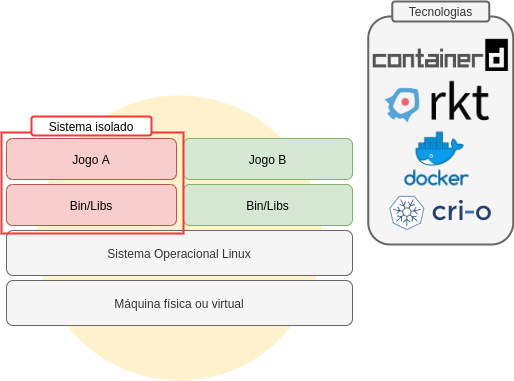 Tecnologias
containerd
rkt
docker
cri-o
Sistema isolado
Jogo A
Jogo B
Bin/Libs
Bin/Libs
Sistema Operacional Linux
Máquina física ou virtual